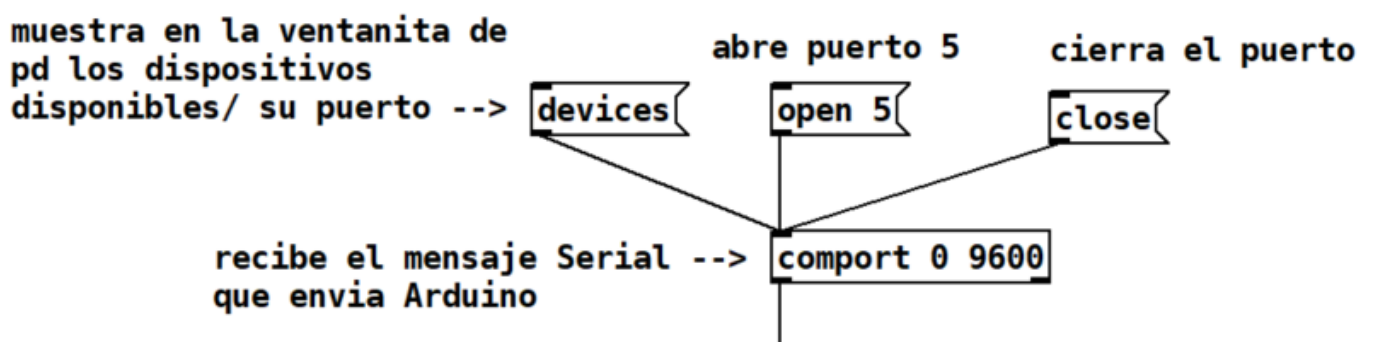 muestra en la ventanita de
pd los dispositivos
disponibles/ su puerto -->
devices
abre puerto 5
open 5
cierra el puerto
close
recibe el mensaje Serial -->
que envia Arduino
comport 0 9600